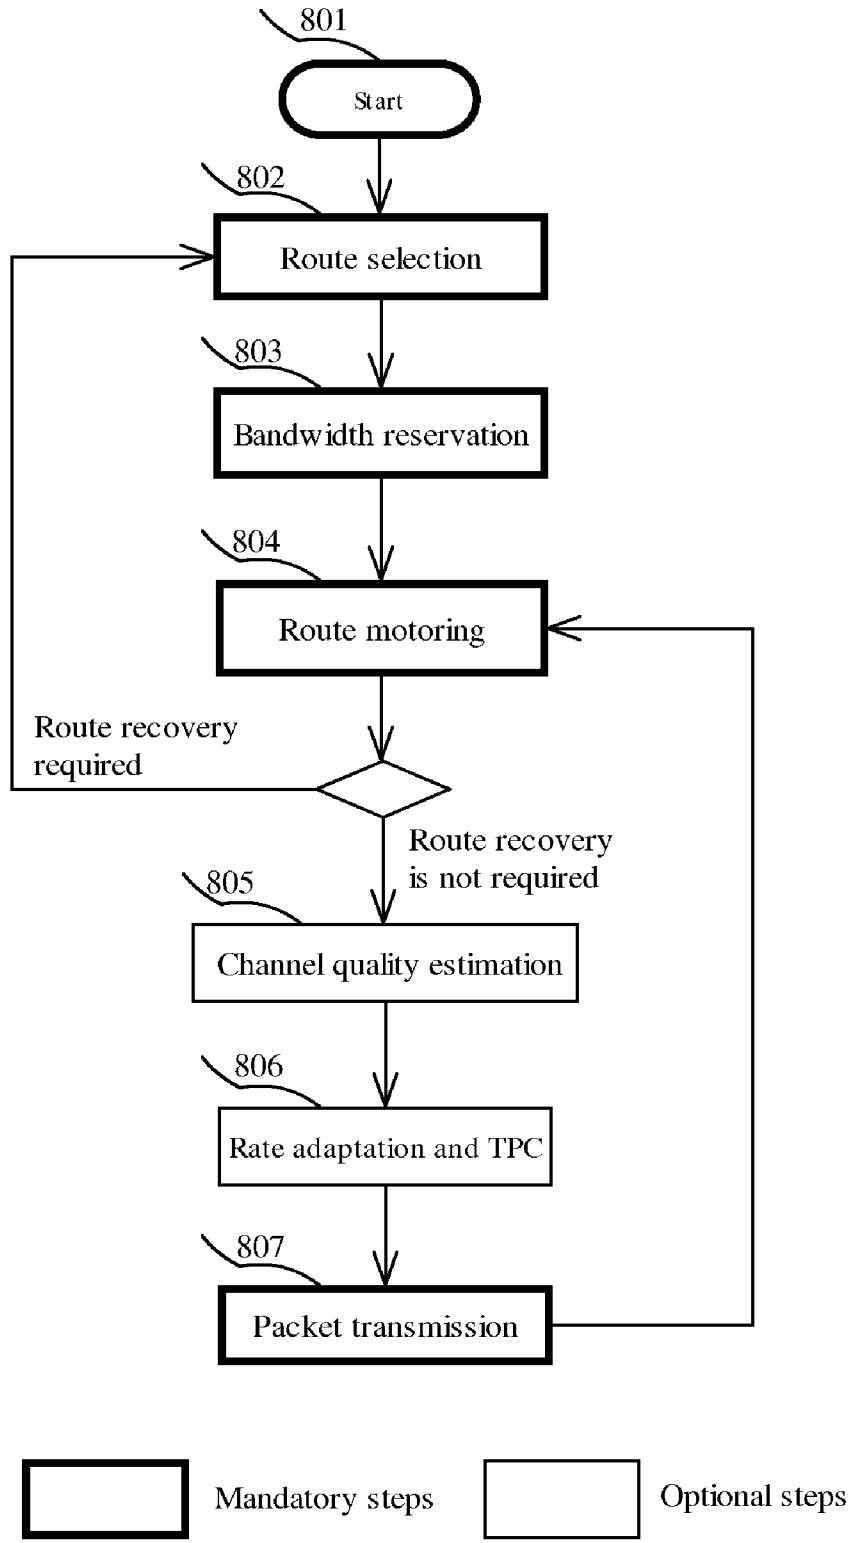 801
Start
802
Route selection
803
Bandwidth reservation
804
Route motoring
Route recovery
required
Route recovery
is not required
805
Channel quality estimation
806
Rate adaptation and TPC
807
Packet transmission
Mandatory steps
Optional steps